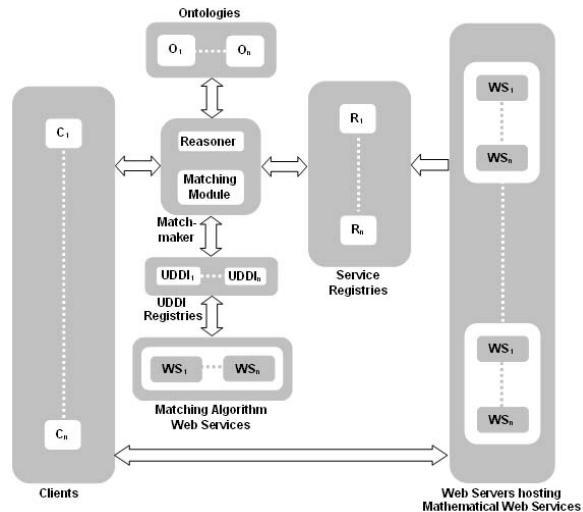 Ontologies
O1 On
C1
Reasoner
Matching
Module
Match-
maker
R1
Rn
Service
Registries
WS1
WSn
UDDI1 UDDIn
UDDI
Registries
WS1 WSn
Matching Algorithm
Web Services
WS1
WSn
Cn
Clients
Web Servers hosting
Mathematical Web Services